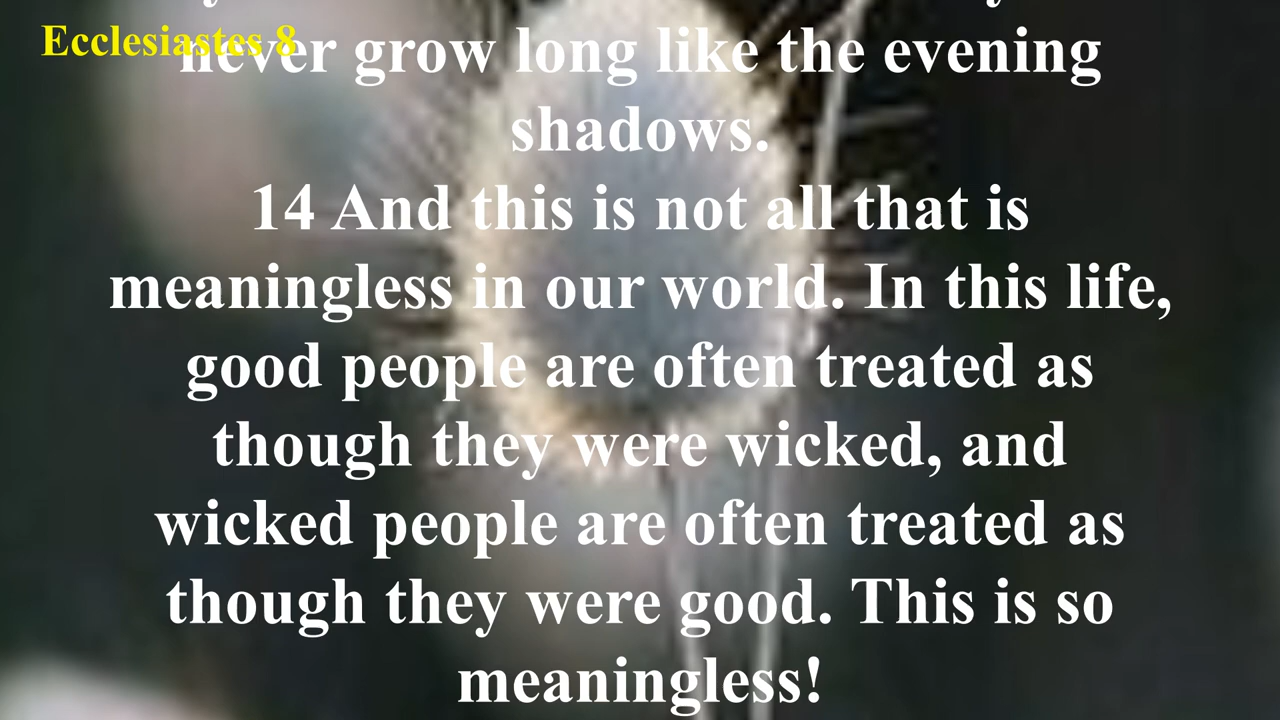 Ecclesiastes 8
never grow long like the evening
shadows.
14 And this is not all that is
meaningless in our world. In this life,
good people are often treated as
though they were wicked, and
wicked people are often treated as
though they were good. This is so
meaningless!